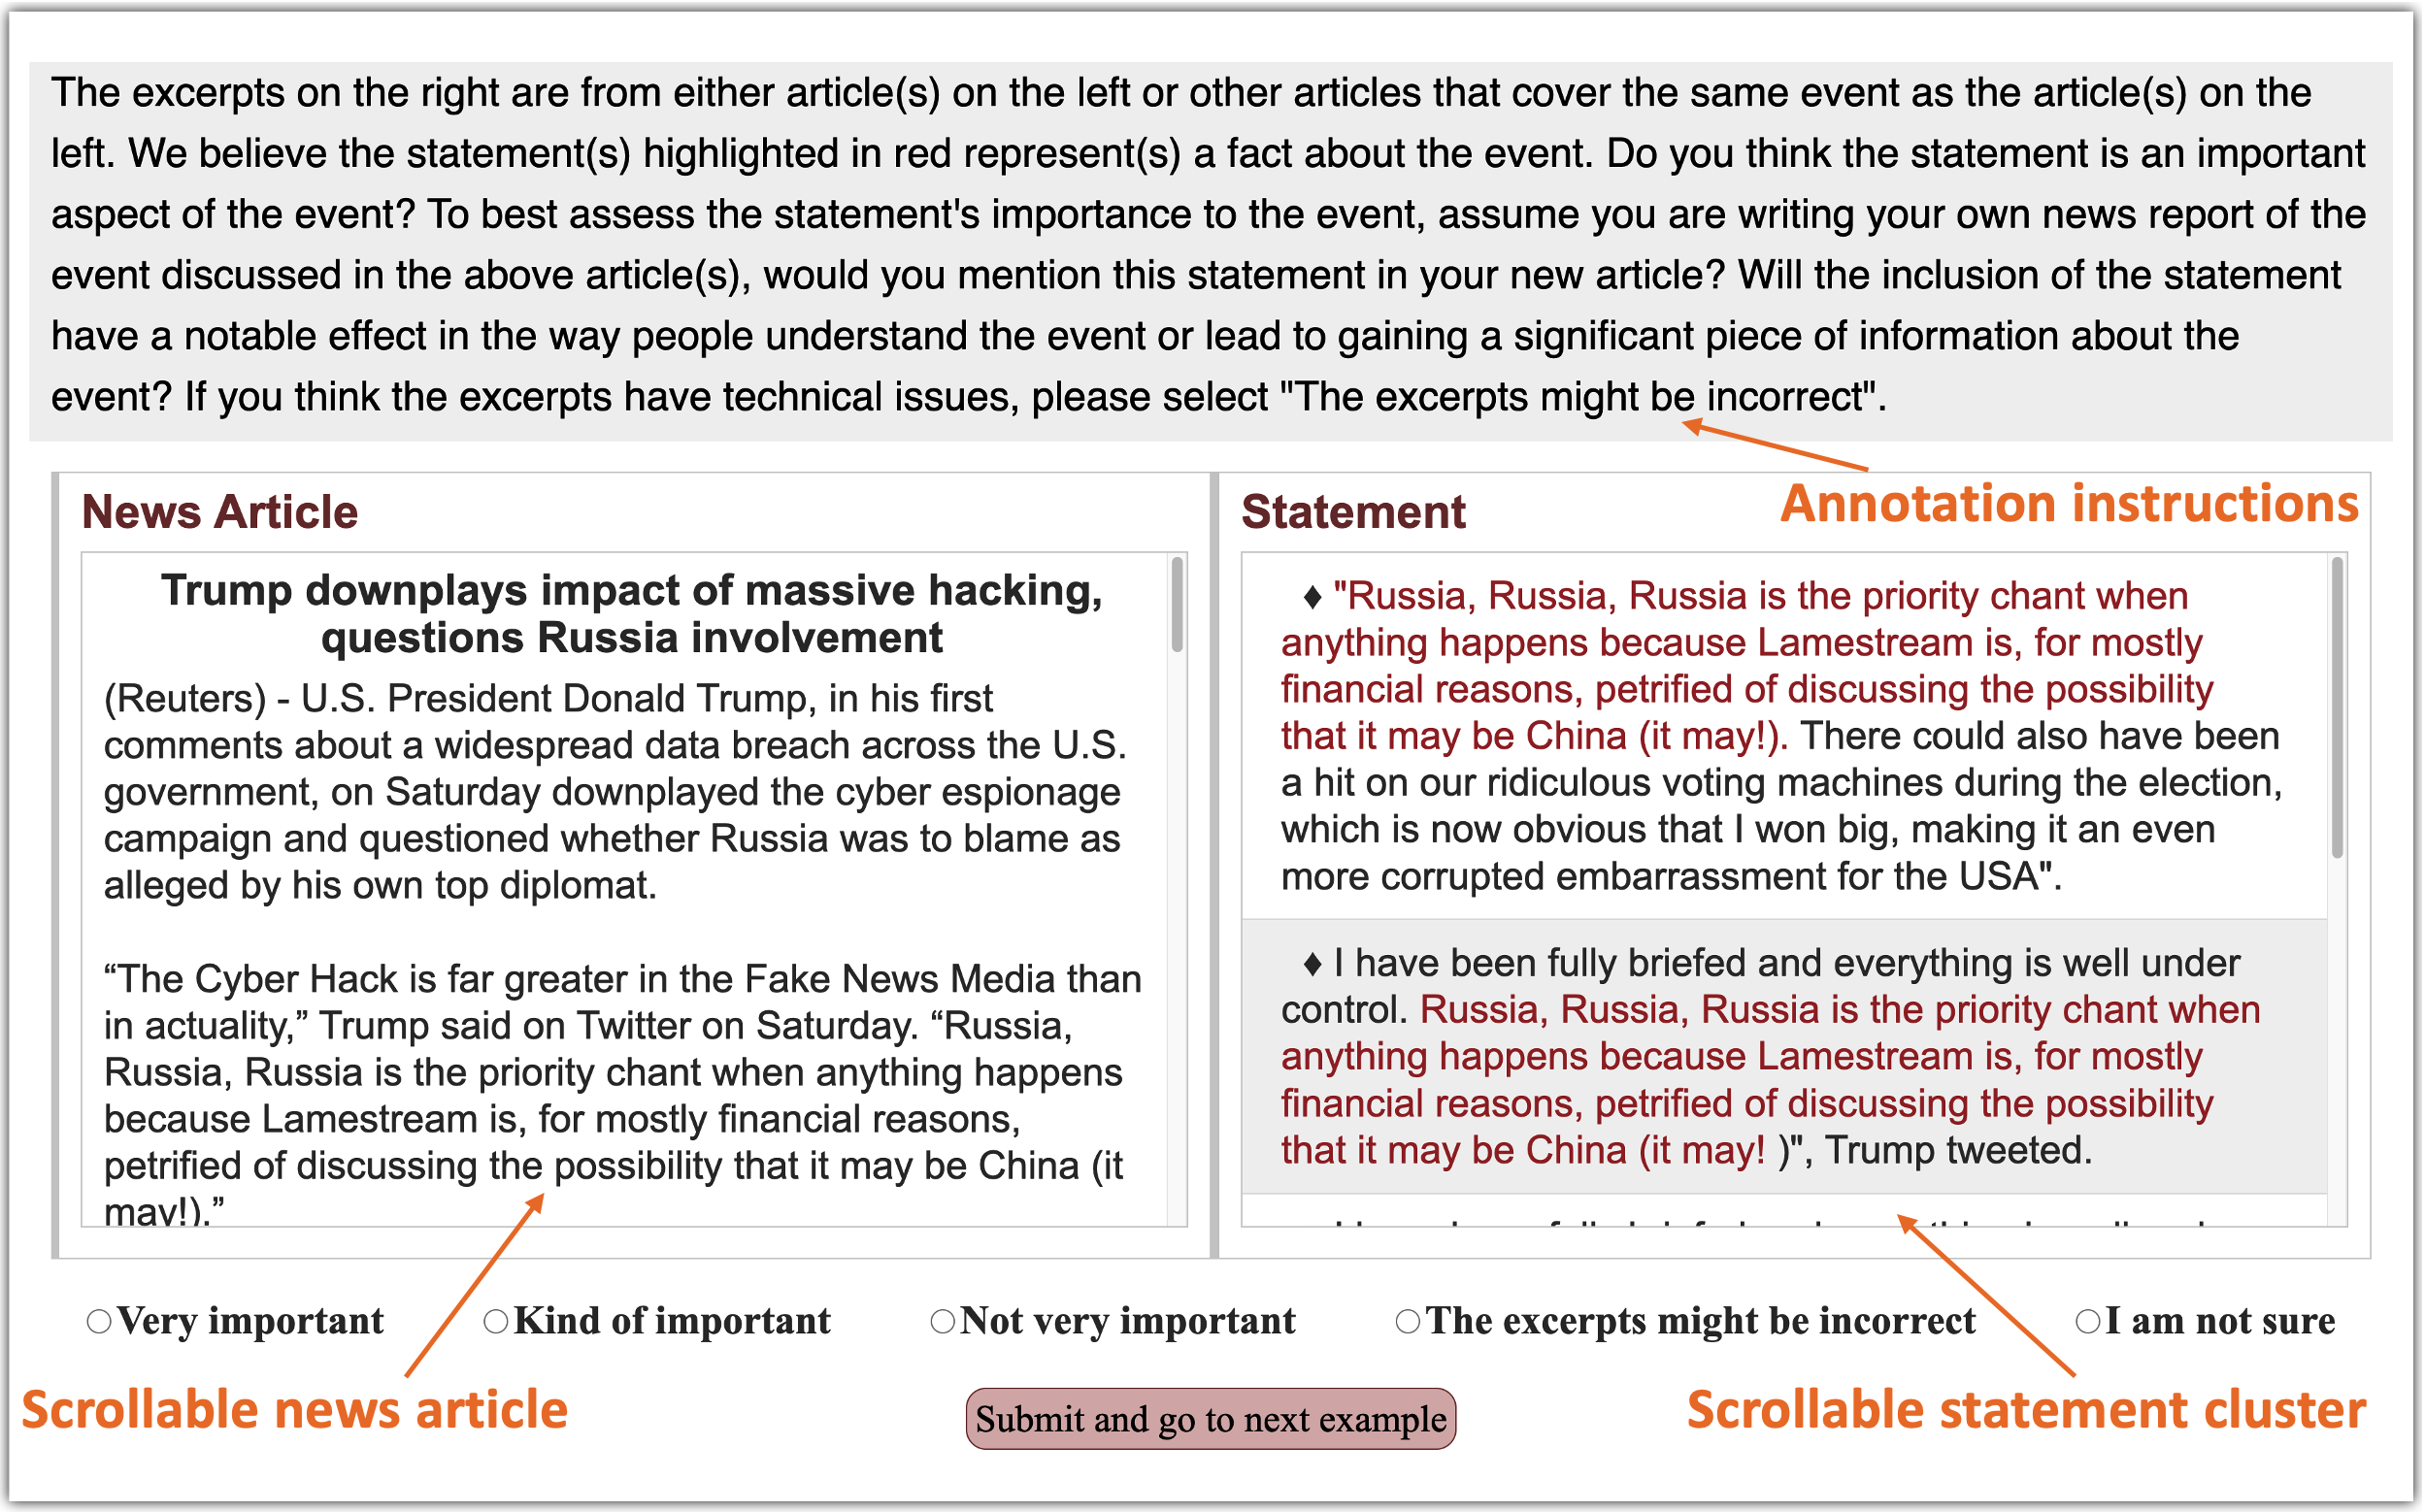 The excerpts on the right are from either article(s) on the left or other articles that cover the same event as the article(s) on the
left. We believe the statement(s) highlighted in red represent(s) a fact about the event. Do you think the statement is an important
aspect of the event? To best assess the statement's importance to the event, assume you are writing your own news report of the
event discussed in the above article(s), would you mention this statement in your new article? Will the inclusion of the statement
have a notable effect in the way people understand the event or lead to gaining a significant piece of information about the
event? If you think the excerpts have technical issues, please select "The excerpts might be incorrect".
Annotation instructions
News Article
Trump downplays impact of massive hacking,
questions Russia involvement
(Reuters) - U.S. President Donald Trump, in his first
comments about a widespread data breach across the U.S.
government, on Saturday downplayed the cyber espionage
campaign and questioned whether Russia was to blame as
alleged by his own top diplomat.
“The Cyber Hack is far greater in the Fake News Media than
in actuality,” Trump said on Twitter on Saturday. “Russia,
Russia, Russia is the priority chant when anything happens
because Lamestream is, for mostly financial reasons,
petrified of discussing the possibility that it may be China (it
may!).”
Statement
♦ "Russia, Russia, Russia is the priority chant when
anything happens because Lamestream is, for mostly
financial reasons, petrified of discussing the possibility
that it may be China (it may!). There could also have been
a hit on our ridiculous voting machines during the election,
which is now obvious that I won big, making it an even
more corrupted embarrassment for the USA".
♦ I have been fully briefed and everything is well under
control. Russia, Russia, Russia is the priority chant when
anything happens because Lamestream is, for mostly
financial reasons, petrified of discussing the possibility
that it may be China (it may! )", Trump tweeted.
Very important
Kind of important
Not very important
The excerpts might be incorrect
I am not sure
Scrollable news article
Submit and go to next example
Scrollable statement cluster